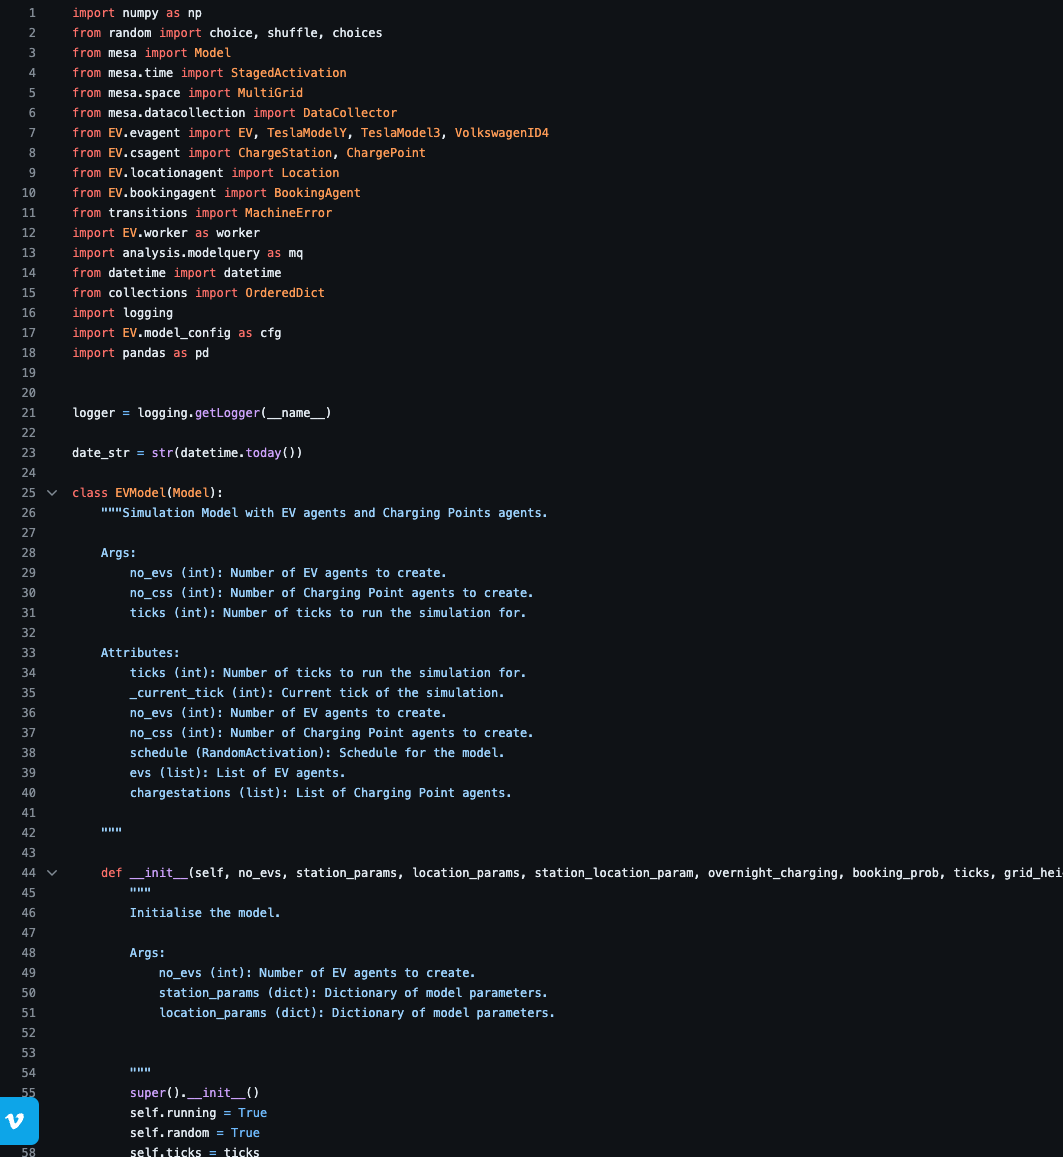 1 import numpy as np
2 from random import choice, shuffle, choices
3 from mesa import Model
4 from mesa.time import StagedActivation
5 from mesa.space import MultiGrid
6 from mesa.datacollection import DataCollector
7 from EV.evagent import EV, TeslaModelY, TeslaModel3, VolkswagenID4
8 from EV.csagent import ChargeStation, ChargePoint
9 from EV.locationagent import Location
10 from EV.bookingagent import BookingAgent
11 from transitions import MachineError
12 import EV.worker as worker
13 import analysis.modelquery as mq
14 from datetime import datetime
15 from collections import OrderedDict
16 import logging
17 import EV.model_config as cfg
18 import pandas as pd
19
20
21 logger = logging.getLogger(__name__)
22
23 date_str = str(datetime.today())
24
25 class EVModel(Model):
26 """Simulation Model with EV agents and Charging Points agents.
27
28 Args:
29 no_evs (int): Number of EV agents to create.
30 no_css (int): Number of Charging Point agents to create.
31 ticks (int): Number of ticks to run the simulation for.
32
33 Attributes:
34 ticks (int): Number of ticks to run the simulation for.
35 _current_tick (int): Current tick of the simulation.
36 no_evs (int): Number of EV agents to create.
37 no_css (int): Number of Charging Point agents to create.
38 schedule (RandomActivation): Schedule for the model.
39 evs (list): List of EV agents.
40 chargestations (list): List of Charging Point agents.
41
42 """
43
44 def __init__(self, no_evs, station_params, location_params, station_location_param, overnight_charging, booking_prob, ticks, grid_hei
45 """
46 Initialise the model.
47
48 Args:
49 no_evs (int): Number of EV agents to create.
50 station_params (dict): Dictionary of model parameters.
51 location_params (dict): Dictionary of model parameters.
52
53
54 """
55 super().__init__()
self.running = True
self.random = True
58 self.ticks = ticks